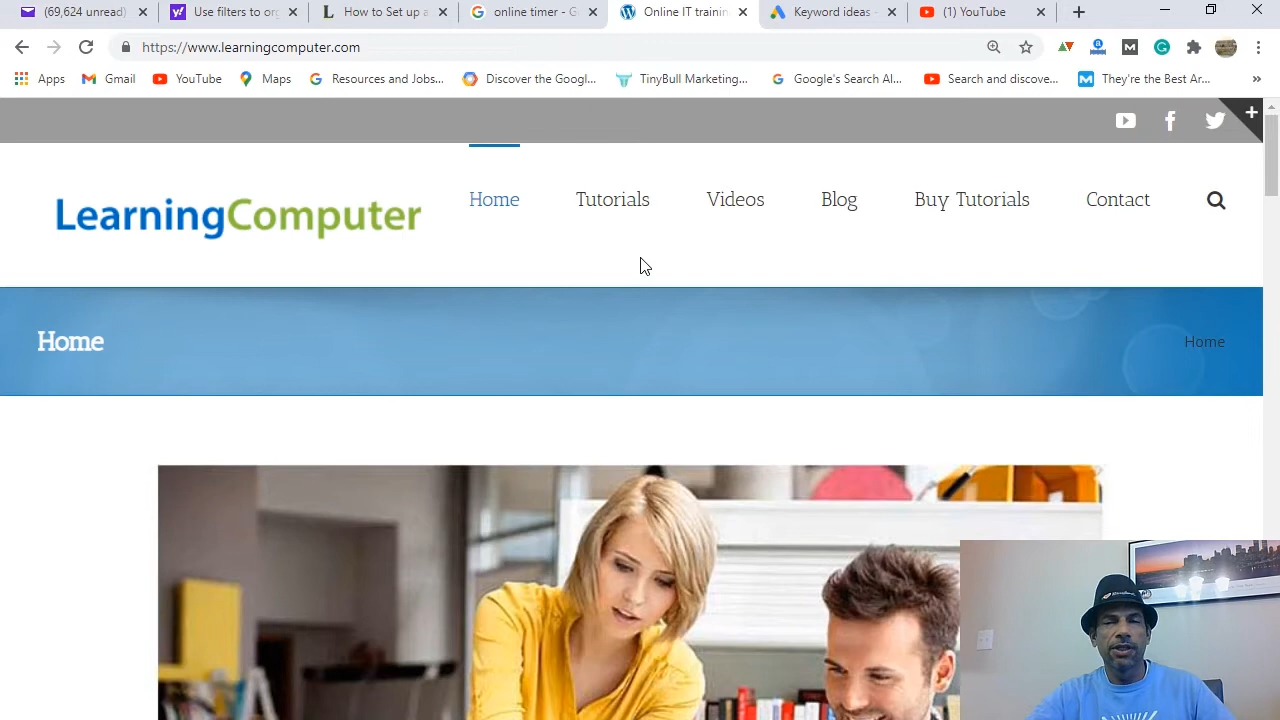 (69,624 unread)
Use filters to org
How to Set up a
online timer - G
Online IT trainin
Keyword ideas
(1) YouTube
https://www.learningcomputer.com
Apps
Gmail
YouTube
Maps
Resources and Jobs...
Discover the Googl...
TinyBull Marketing...
Google's Search Al...
Search and discove...
They're the Best Ar...
LearningComputer
Home
Tutorials
Videos
Blog
Buy Tutorials
Contact
Home
Home